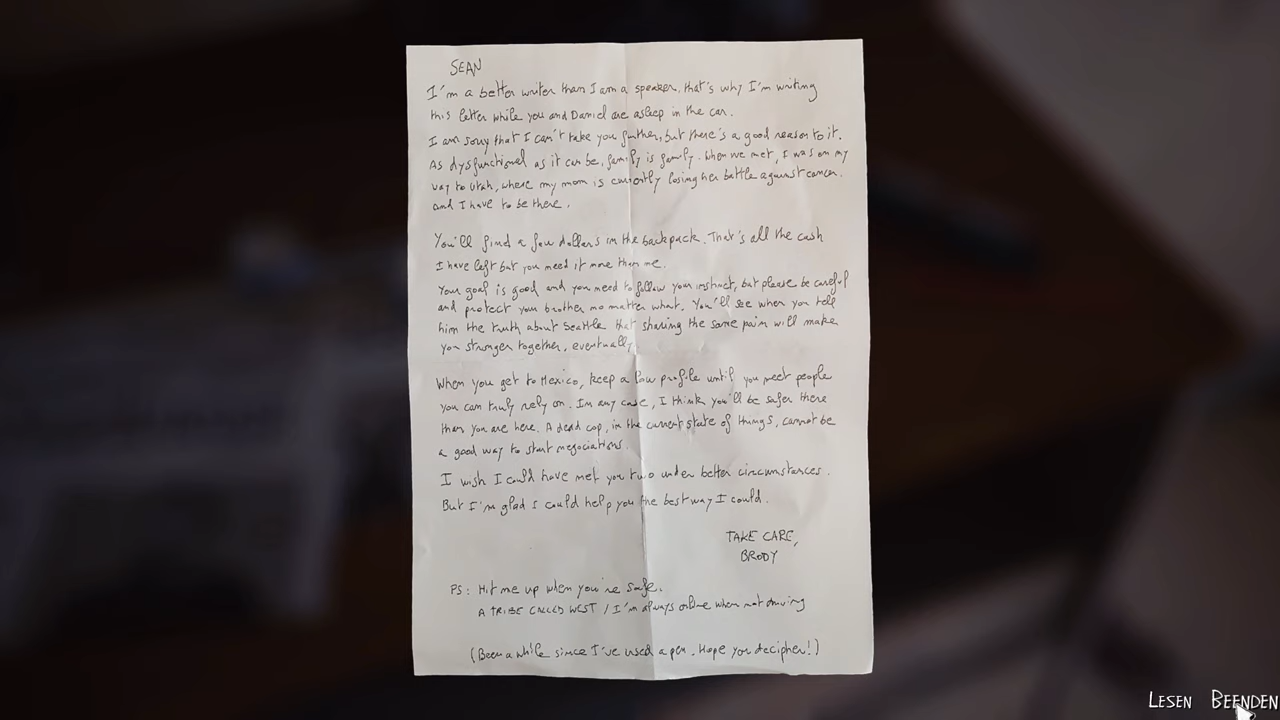 SEAN
I'm a better writer than I am a speaker, that's why I'm writing
this letter while you and Daniel are asleep in the car.
I am sorry that I can't take you further, but there's a good reason to it.
As dysfunctional as it can be, family is family. When we met, I was on my
way to Utah, where my mom is currently losing her battle against cancer.
and I have to be there.
You'll find a few dollars in the backpack. That's all the cash
I have left but you need it more than me.
Your goal is good and you need to follow your instinct, but please be careful
and protect your brother no matter what. You'll see when you tell
him the truth about Seattle that sharing the same pain will make
you stronger together, eventually.
When you get to Mexico, keep a low profile until you meet people
you can truly rely on. In any case, I think you'll be safer there
than you are here. A dead cop, in the current state of things, cannot be
a good way to start negociations.
I wish I could have met you two under better circumstances.
But I'm glad I could help you the best way I could.
TAKE CARE,
BRODY
PS: Hit me up when you're safe.
A TRIBE CALLED WEST / I'm always online when not driving
(Been a while since I've used a pen. Hope you decipher!)
LESEN BEENDEN